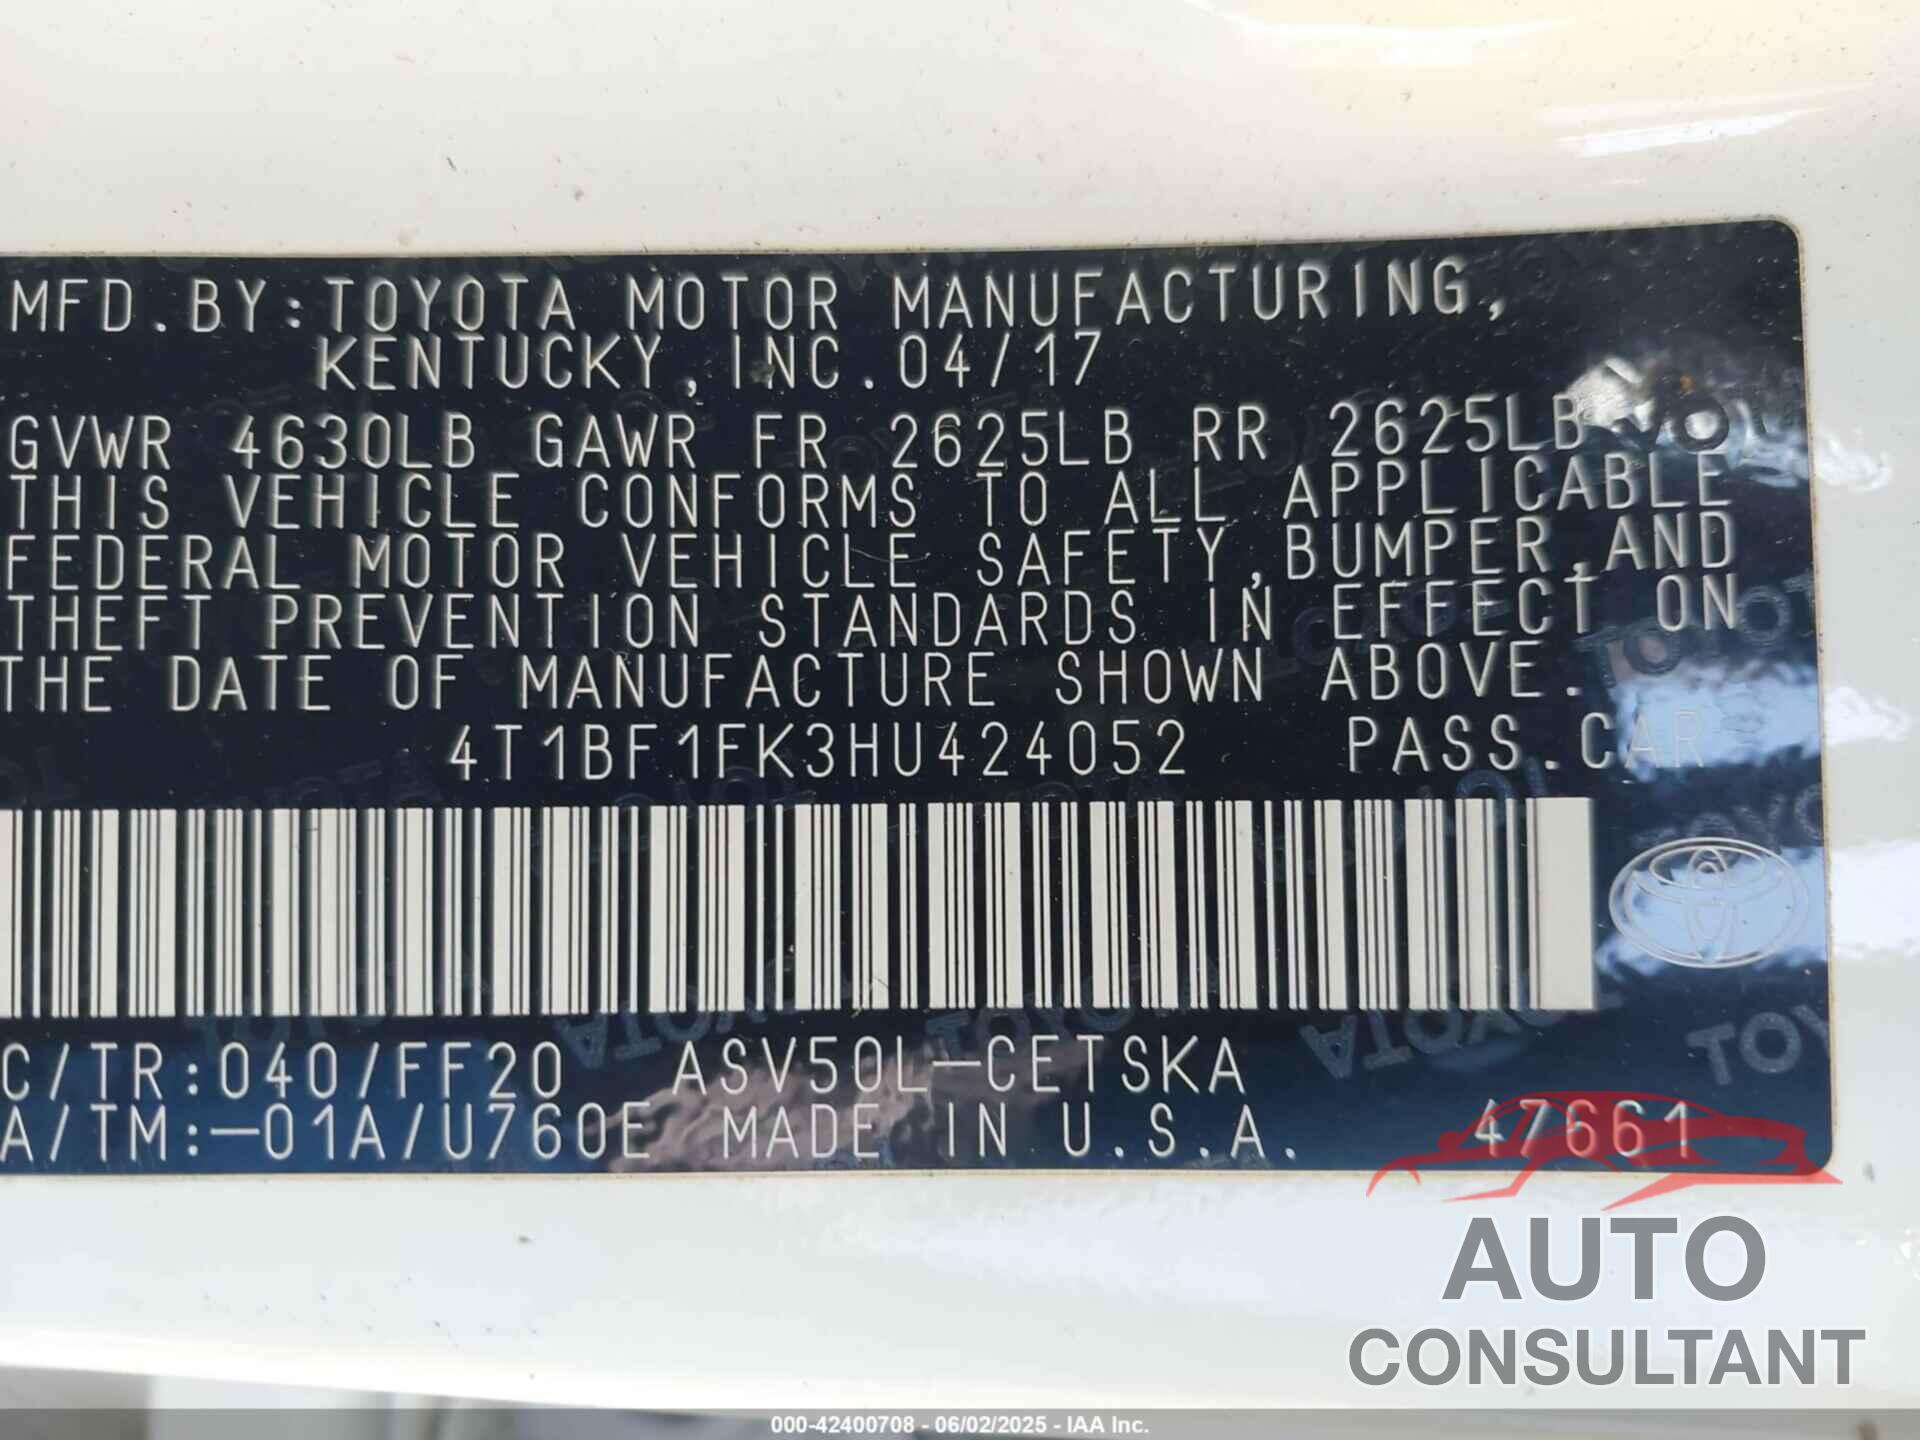 MFD.BY:TOYOTA MOTOR MANUFACTURING,
KENTUCKY,INC.04/17
GVWR 4630LB GAWR FR 2625LB RR 2625LB
THIS VEHICLE CONFORMS TO ALL APPLICABLE
FEDERAL MOTOR VEHICLE SAFETY,BUMPER,AND
THEFT PREVENTION STANDARDS IN EFFECT ON
THE DATE OF MANUFACTURE SHOWN ABOVE.
4T1BF1FK3HU424052 PASS.CAR
C/TR:040/FF20 ASV50L-CETSKA
A/TM:-01A/U760E MADE IN U.S.A. 47661
AUTO
CONSULTANT
000-42400708 - 06/02/2025 - IAA Inc.